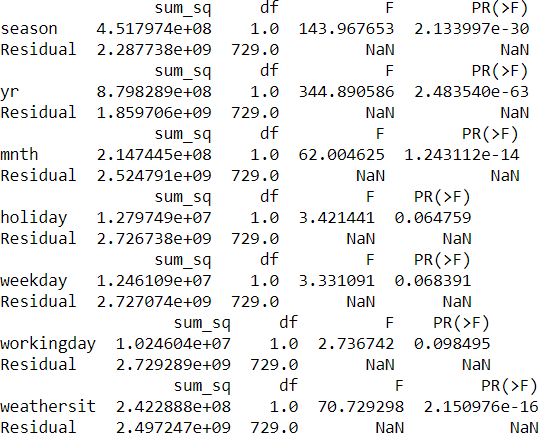 sum_sq df F PR(>F)
season 4.517974e+08 1.0 143.967653 2.133997e-30
Residual 2.287738e+09 729.0 NaN NaN
sum_sq df F PR(>F)
yr 8.798289e+08 1.0 344.890586 2.483540e-63
Residual 1.859706e+09 729.0 NaN NaN
sum_sq df F PR(>F)
mnth 2.147445e+08 1.0 62.004625 1.243112e-14
Residual 2.524791e+09 729.0 NaN NaN
sum_sq df F PR(>F)
holiday 1.279749e+07 1.0 3.421441 0.064759
Residual 2.726738e+09 729.0 NaN NaN
sum_sq df F PR(>F)
weekday 1.246109e+07 1.0 3.331091 0.068391
Residual 2.727074e+09 729.0 NaN NaN
sum_sq df F PR(>F)
workingday 1.024604e+07 1.0 2.736742 0.098495
Residual 2.729289e+09 729.0 NaN NaN
sum_sq df F PR(>F)
weathersit 2.422888e+08 1.0 70.729298 2.150976e-16
Residual 2.497247e+09 729.0 NaN NaN